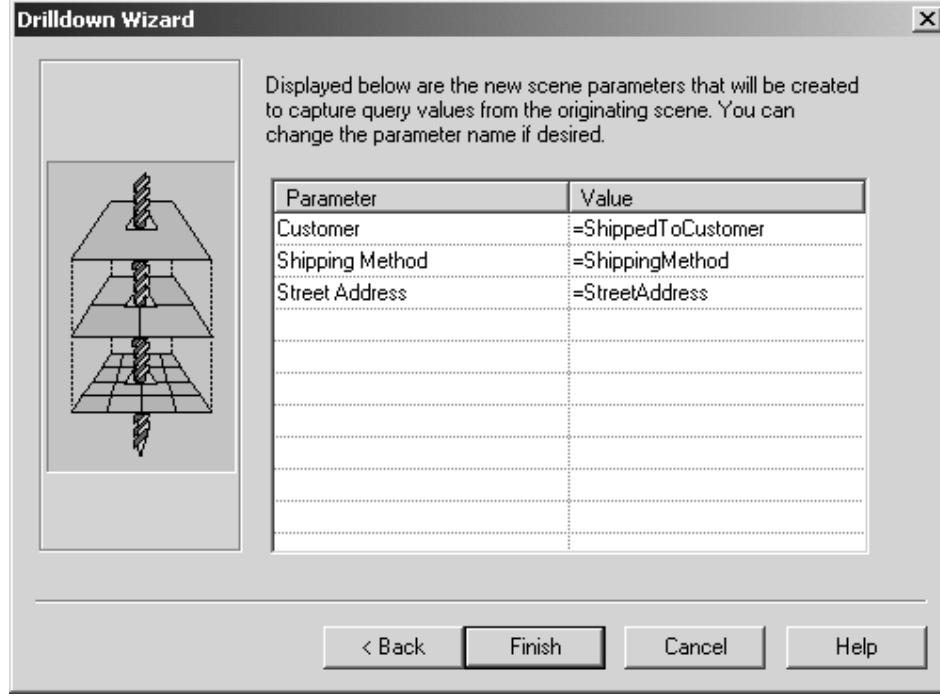 Drilldown Wizard
Displayed below are the new scene parameters that will be created
to capture query values from the originating scene. You can
change the parameter name if desired.
Parameter Value
Customer =ShippedToCustomer
Shipping Method =ShippingMethod
Street Address =StreetAddress
< Back Finish Cancel Help